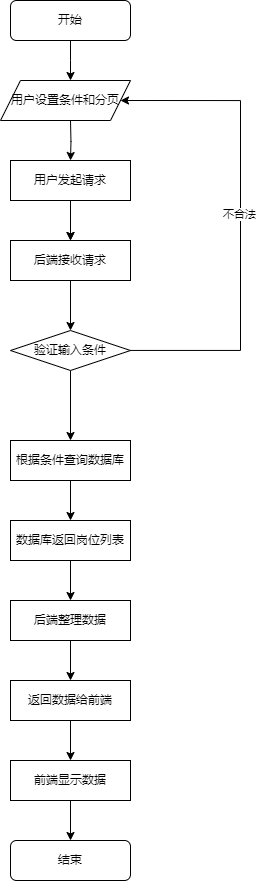 开始
用户设置条件和分页
用户发起请求
不合法
后端接收请求
验证输入条件
根据条件查询数据库
数据库返回岗位列表
后端整理数据
返回数据给前端
前端显示数据
结束